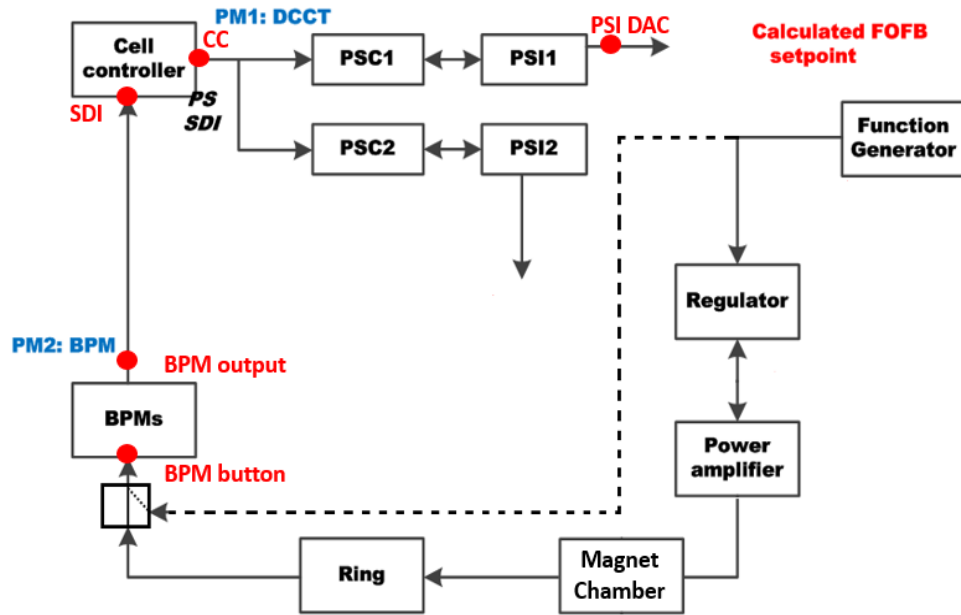 PM1: DCCT
PSI DAC
Calculated FOFB
setpoint
Cell
controller
CC
PSC1
PSI1
SDI
PS
SDI
PSC2
PSI2
Function
Generator
Regulator
PM2: BPM
BPM output
BPMs
BPM button
Power
amplifier
Ring
Magnet
Chamber